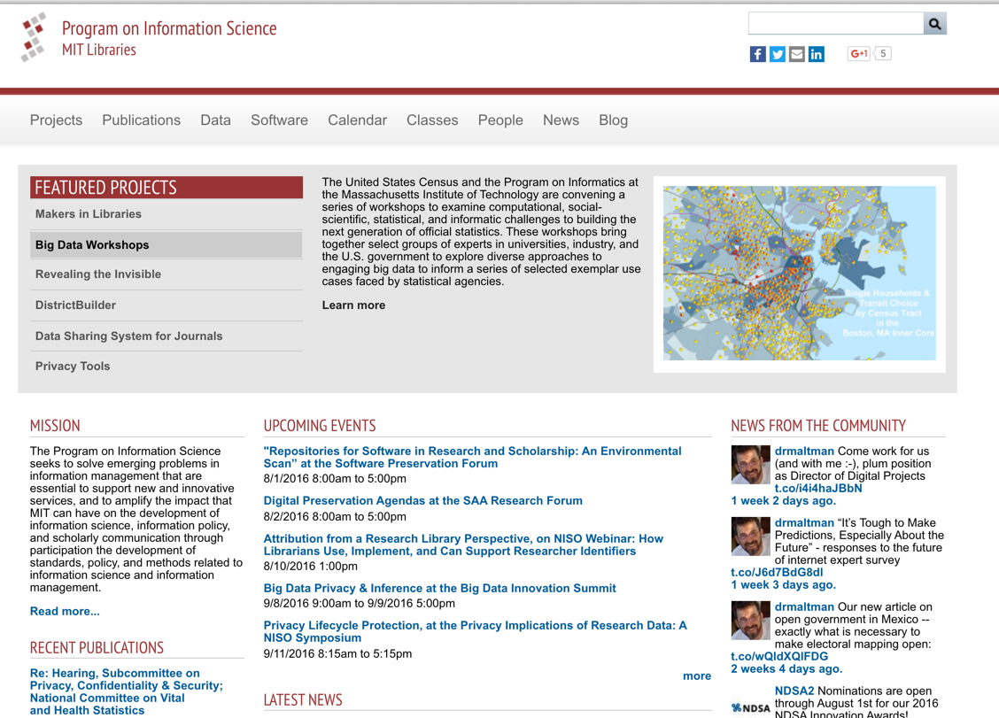 Program on Information Science
MIT Libraries
G+1 5
Projects Publications Data Software Calendar Classes People News Blog
FEATURED PROJECTS
Makers in Libraries
Big Data Workshops
Revealing the Invisible
DistrictBuilder
Data Sharing System for Journals
Privacy Tools
The United States Census and the Program on Informatics at
the Massachusetts Institute of Technology are convening a
series of workshops to examine computational, social-
scientific, statistical, and informatic challenges to building the
next generation of official statistics. These workshops bring
together select groups of experts in universities, industry, and
the U.S. government to explore diverse approaches to
engaging big data to inform a series of selected exemplar use
cases faced by statistical agencies.
Learn more
Single Households &
Transit Choice
by Census Tract
in the
Boston, MA Inner Core
MISSION
The Program on Information Science
seeks to solve emerging problems in
information management that are
essential to support new and innovative
services, and to amplify the impact that
MIT can have on the development of
information science, information policy,
and scholarly communication through
participation the development of
standards, policy, and methods related to
information science and information
management.
Read more...
RECENT PUBLICATIONS
Re: Hearing, Subcommittee on
Privacy, Confidentiality & Security;
National Committee on Vital
and Health Statistics
UPCOMING EVENTS
"Repositories for Software in Research and Scholarship: An Environmental
Scan” at the Software Preservation Forum
8/1/2016 8:00am to 5:00pm
Digital Preservation Agendas at the SAA Research Forum
8/2/2016 8:00am to 5:00pm
Attribution from a Research Library Perspective, on NISO Webinar: How
Librarians Use, Implement, and Can Support Researcher Identifiers
8/10/2016 1:00pm
Big Data Privacy & Inference at the Big Data Innovation Summit
9/8/2016 9:00am to 9/9/2016 5:00pm
Privacy Lifecycle Protection, at the Privacy Implications of Research Data: A
NISO Symposium
9/11/2016 8:15am to 5:15pm
more
LATEST NEWS
NEWS FROM THE COMMUNITY
drmaltman Come work for us
(and with me :-), plum position
as Director of Digital Projects
t.co/i4i4haJBbN
1 week 2 days ago.
drmaltman “It’s Tough to Make
Predictions, Especially About the
Future” - responses to the future
of internet expert survey
t.co/J6d7BdG8dl
1 week 3 days ago.
drmaltman Our new article on
open government in Mexico --
exactly what is necessary to
make electoral mapping open:
t.co/wQldXQlFDG
2 weeks 4 days ago.
NDSA
NDSA2 Nominations are open
through August 1st for our 2016
NDSA Innovation Awards!